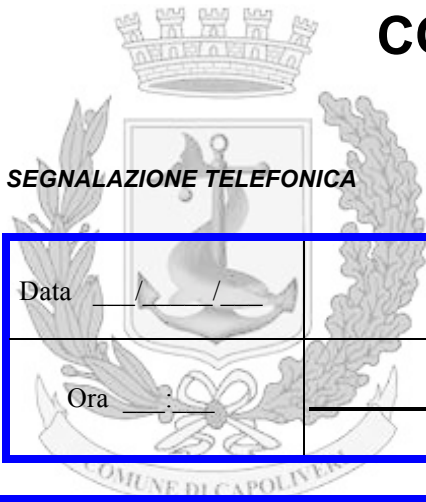 CO
SEGNALAZIONE TELEFONICA
Data ___/_____/___
Ora ___:___
COMUNE DI CAPOLIVERI